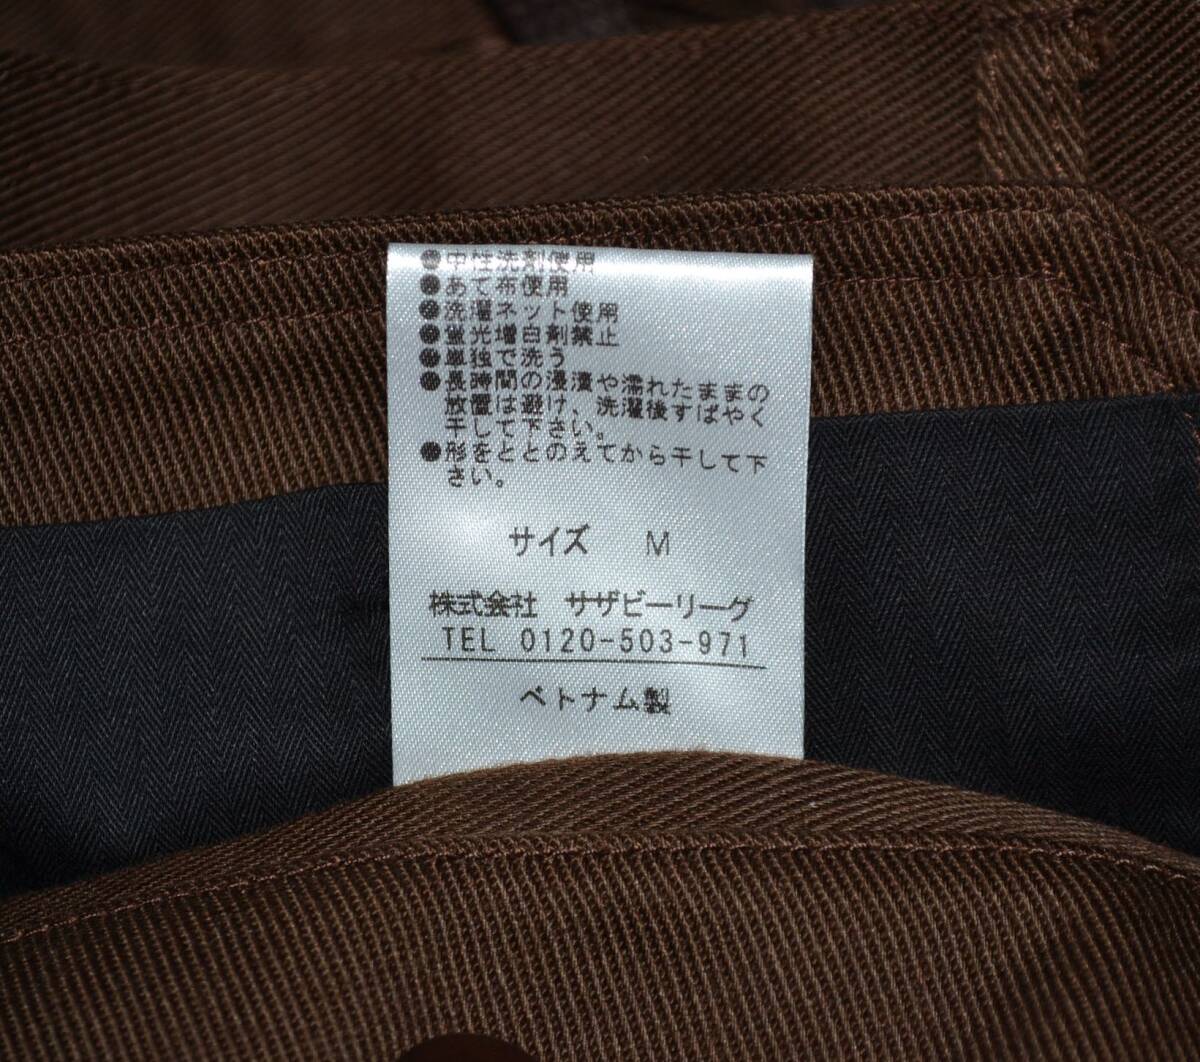 ●中性洗剤使用
●あて布使用
●洗濯ネット使用
●蛍光増白剤禁止
●単独で洗う
●長時間の浸漬や濡れたままの
放置は避け、洗濯後すばやく
干して下さい。
●形をととのえてから干して下
さい。
サイズ M
株式会社 サザビーリーグ
TEL 0120-503-971
ベトナム製